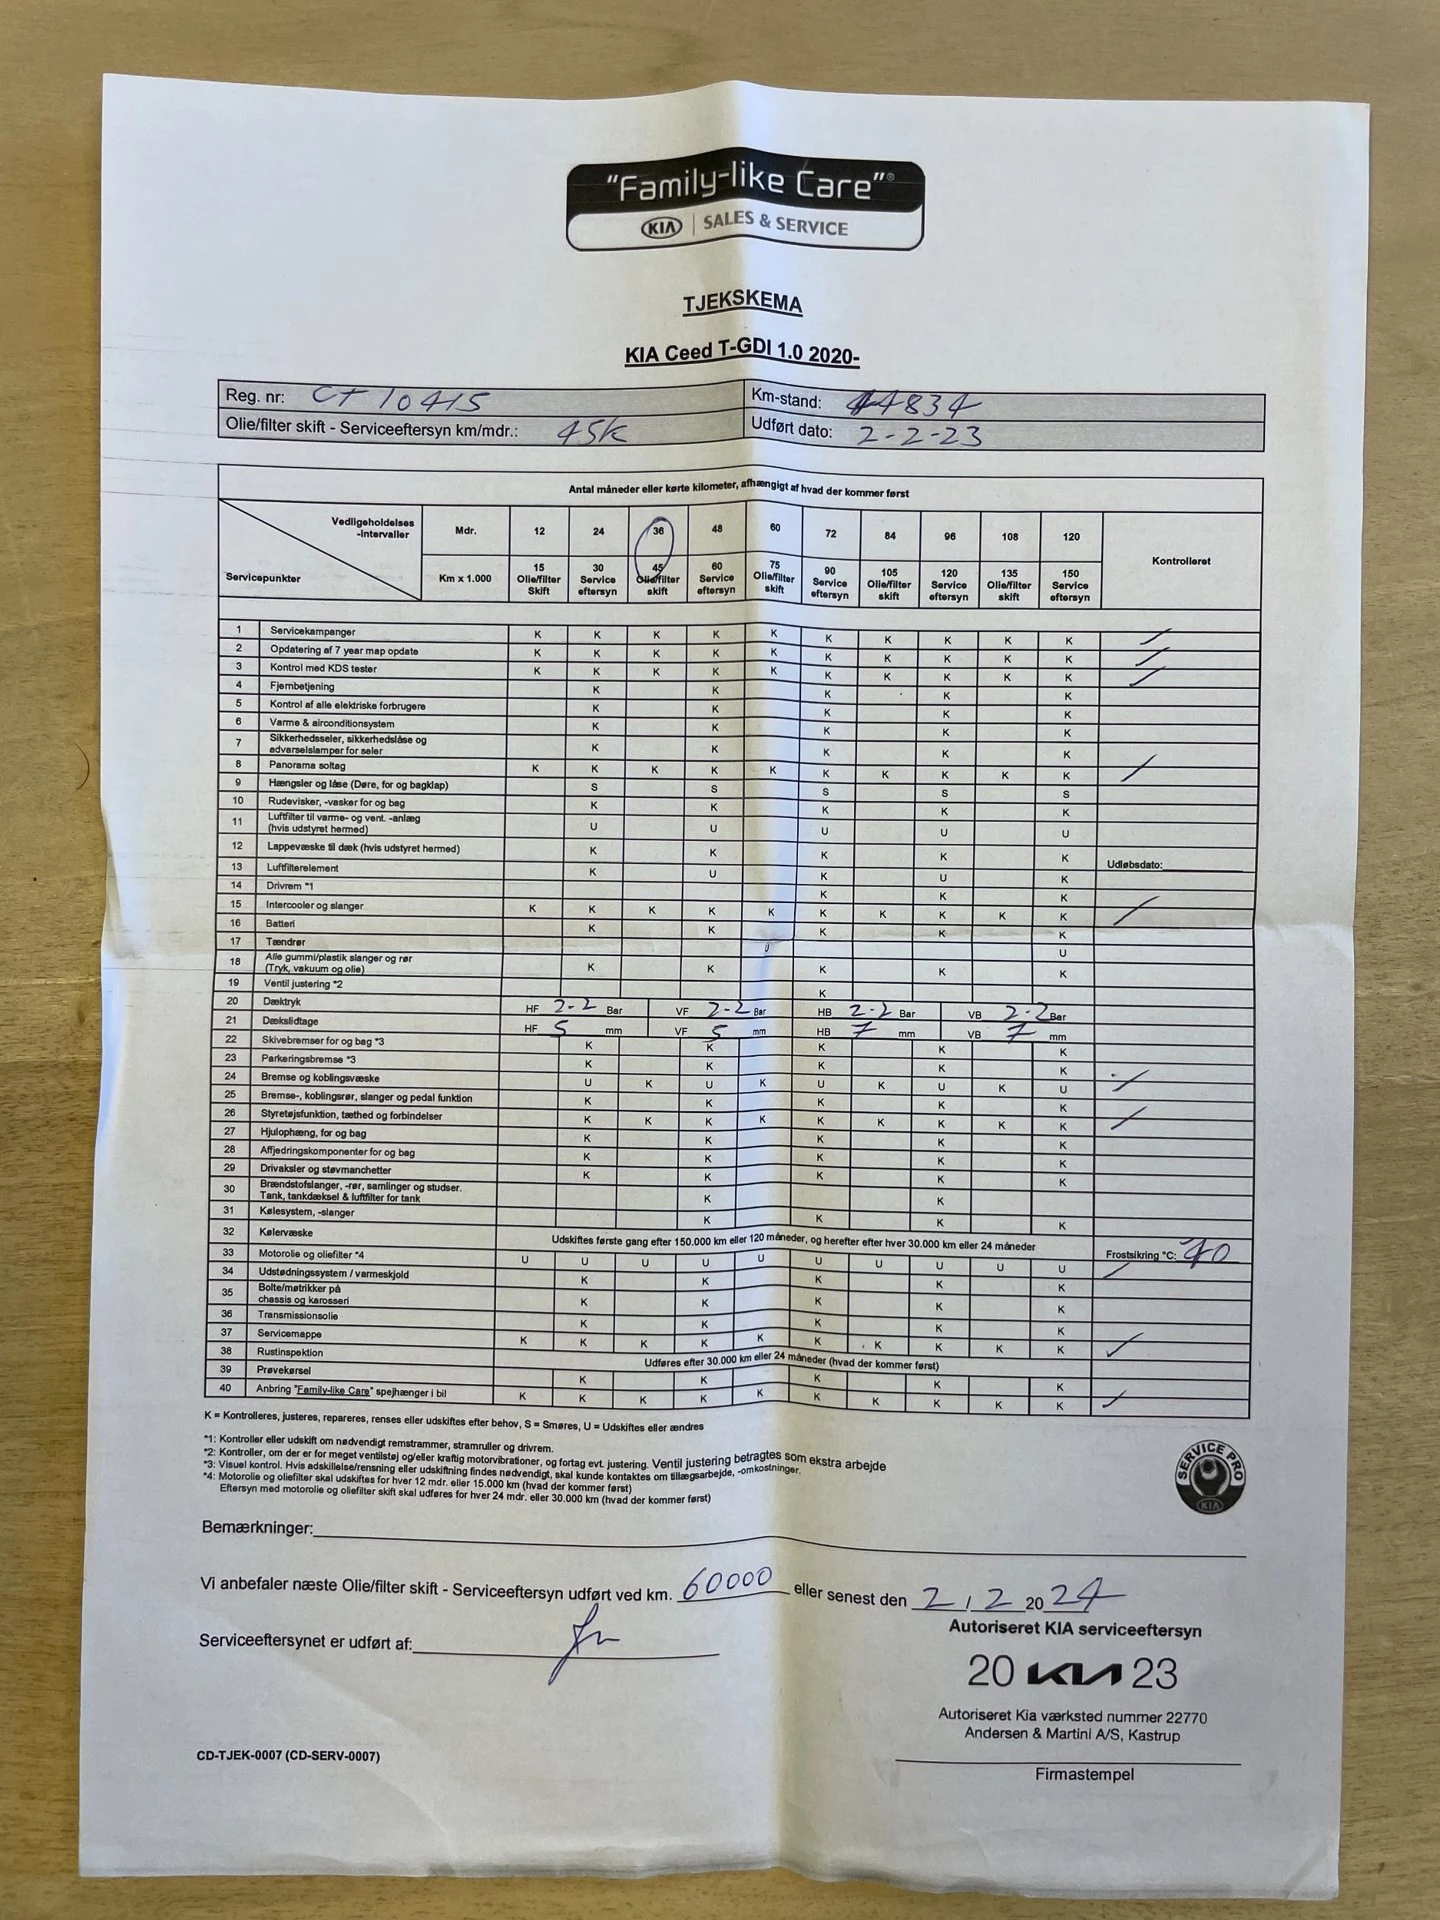 "Family-like Care"®
KIA | SALES & SERVICE
TJEKSKEMA
KIA Ceed T-GDI 1.0 2020-
Reg. nr: CT 10415 Km-stand: 44834
Olie/filter skift - Serviceeftersyn km/mdr.: 45K Udført dato: 2-2-23
Antal måneder eller kørte kilometer, afhængigt af hvad der kommer først
Vedligeholdelses -intervaller Mdr. 12 24 36 48 60 72 84 96 108 120 Kontrolleret
Servicepunkter Km x 1.000 15 Olie/filter Skift 30 Service eftersyn 45 Olie/filter skift 60 Service eftersyn 75 Olie/filter skift 90 Service eftersyn 105 Olie/filter skift 120 Service eftersyn 135 Olie/filter skift 150 Service eftersyn
1 Servicekampanger K K K K K K K K K K
2 Opdatering af 7 year map opdate K K K K K K K K K K
3 Kontrol med KDS tester K K K K K K K K K K
4 Fjernbetjening K K K K K
5 Kontrol af alle elektriske forbrugere K K K K K
6 Varme & airconditionsystem K K K K K
7 Sikkerhedsseler, sikkerhedslåse og advarselslamper for seler K K K K K
8 Panorama soltag K K K K K K K K K K
9 Hængsler og låse (Døre, for og bagklap) S S S S S
10 Rudevisker, -vasker for og bag K K K K K
11 Luftfilter til varme- og vent. -anlæg (hvis udstyret hermed) U U U U U
12 Lappevæske til dæk (hvis udstyret hermed) K K K K K Udløbsdato:
13 Luftfilterelement K U K U K
14 Drivrem *1 K K K
15 Intercooler og slanger K K K K K K K K K K
16 Batteri K K K K K
17 Tændrør U U
18 Alle gummi/plastik slanger og rør (Tryk, vakuum og olie) K K K K K
19 Ventil justering *2 K
20 Dæktryk HF 2-2 Bar VF 2-2 Bar HB 2-2 Bar VB 2-2 Bar
21 Dækslidtage HF 5 mm VF 5 mm HB 7 mm VB 7 mm
22 Skivebremser for og bag *3 K K K K K
23 Parkeringsbremse *3 K K K K K
24 Bremse og koblingsvæske U K U K U K U K U
25 Bremse-, koblingsrør, slanger og pedal funktion K K K K K
26 Styretøjsfunktion, tæthed og forbindelser K K K K K K K K K
27 Hjulophæng, for og bag K K K K K
28 Affjedringskomponenter for og bag K K K K K
29 Drivaksler og støvmanchetter K K K K K
30 Brændstofslanger, -rør, samlinger og studser. Tank, tankdæksel & luftfilter for tank K K
31 Kølesystem, -slanger K K K K
32 Kølervæske Udskiftes første gang efter 150.000 km eller 120 måneder, og herefter efter hver 30.000 km eller 24 måneder Frostsikring °C: 40
33 Motorolie og oliefilter *4 U U U U U U U U U U
34 Udstødningssystem / varmeskjold K K K K K
35 Bolte/møtrikker på chassis og karosseri K K K K K
36 Transmissionsolie K K K K K
37 Servicemappe K K K K K K K K K K
38 Rustinspektion Udføres efter 30.000 km eller 24 måneder (hvad der kommer først)
39 Prøvekørsel K K K K K
40 Anbring "Family-like Care" spejlhænger i bil K K K K K K K K K K
K = Kontrolleres, justeres, repareres, renses eller udskiftes efter behov, S = Smøres, U = Udskiftes eller ændres
*1: Kontroller eller udskift om nødvendigt remstrammer, stramruller og drivrem.
*2: Kontroller, om der er for meget ventilstøj og/eller kraftig motorvibrationer, og fortag evt. justering. Ventil justering betragtes som ekstra arbejde
*3: Visuel kontrol. Hvis adskillelse/rensning eller udskiftning findes nødvendigt, skal kunde kontaktes om tillægsarbejde, -omkostninger.
*4: Motorolie og oliefilter skal udskiftes for hver 12 mdr. eller 15.000 km (hvad der kommer først)
Eftersyn med motorolie og oliefilter skift skal udføres for hver 24 mdr. eller 30.000 km (hvad der kommer først)
SERVICE PRO
KIA
Bemærkninger:
Vi anbefaler næste Olie/filter skift - Serviceeftersyn udført ved km. 60000 eller senest den 2 / 2 20 24
Serviceeftersynet er udført af:
Autoriseret KIA serviceeftersyn
20 KIA 23
Autoriseret Kia værksted nummer 22770
Andersen & Martini A/S, Kastrup
CD-TJEK-0007 (CD-SERV-0007)
Firmastempel